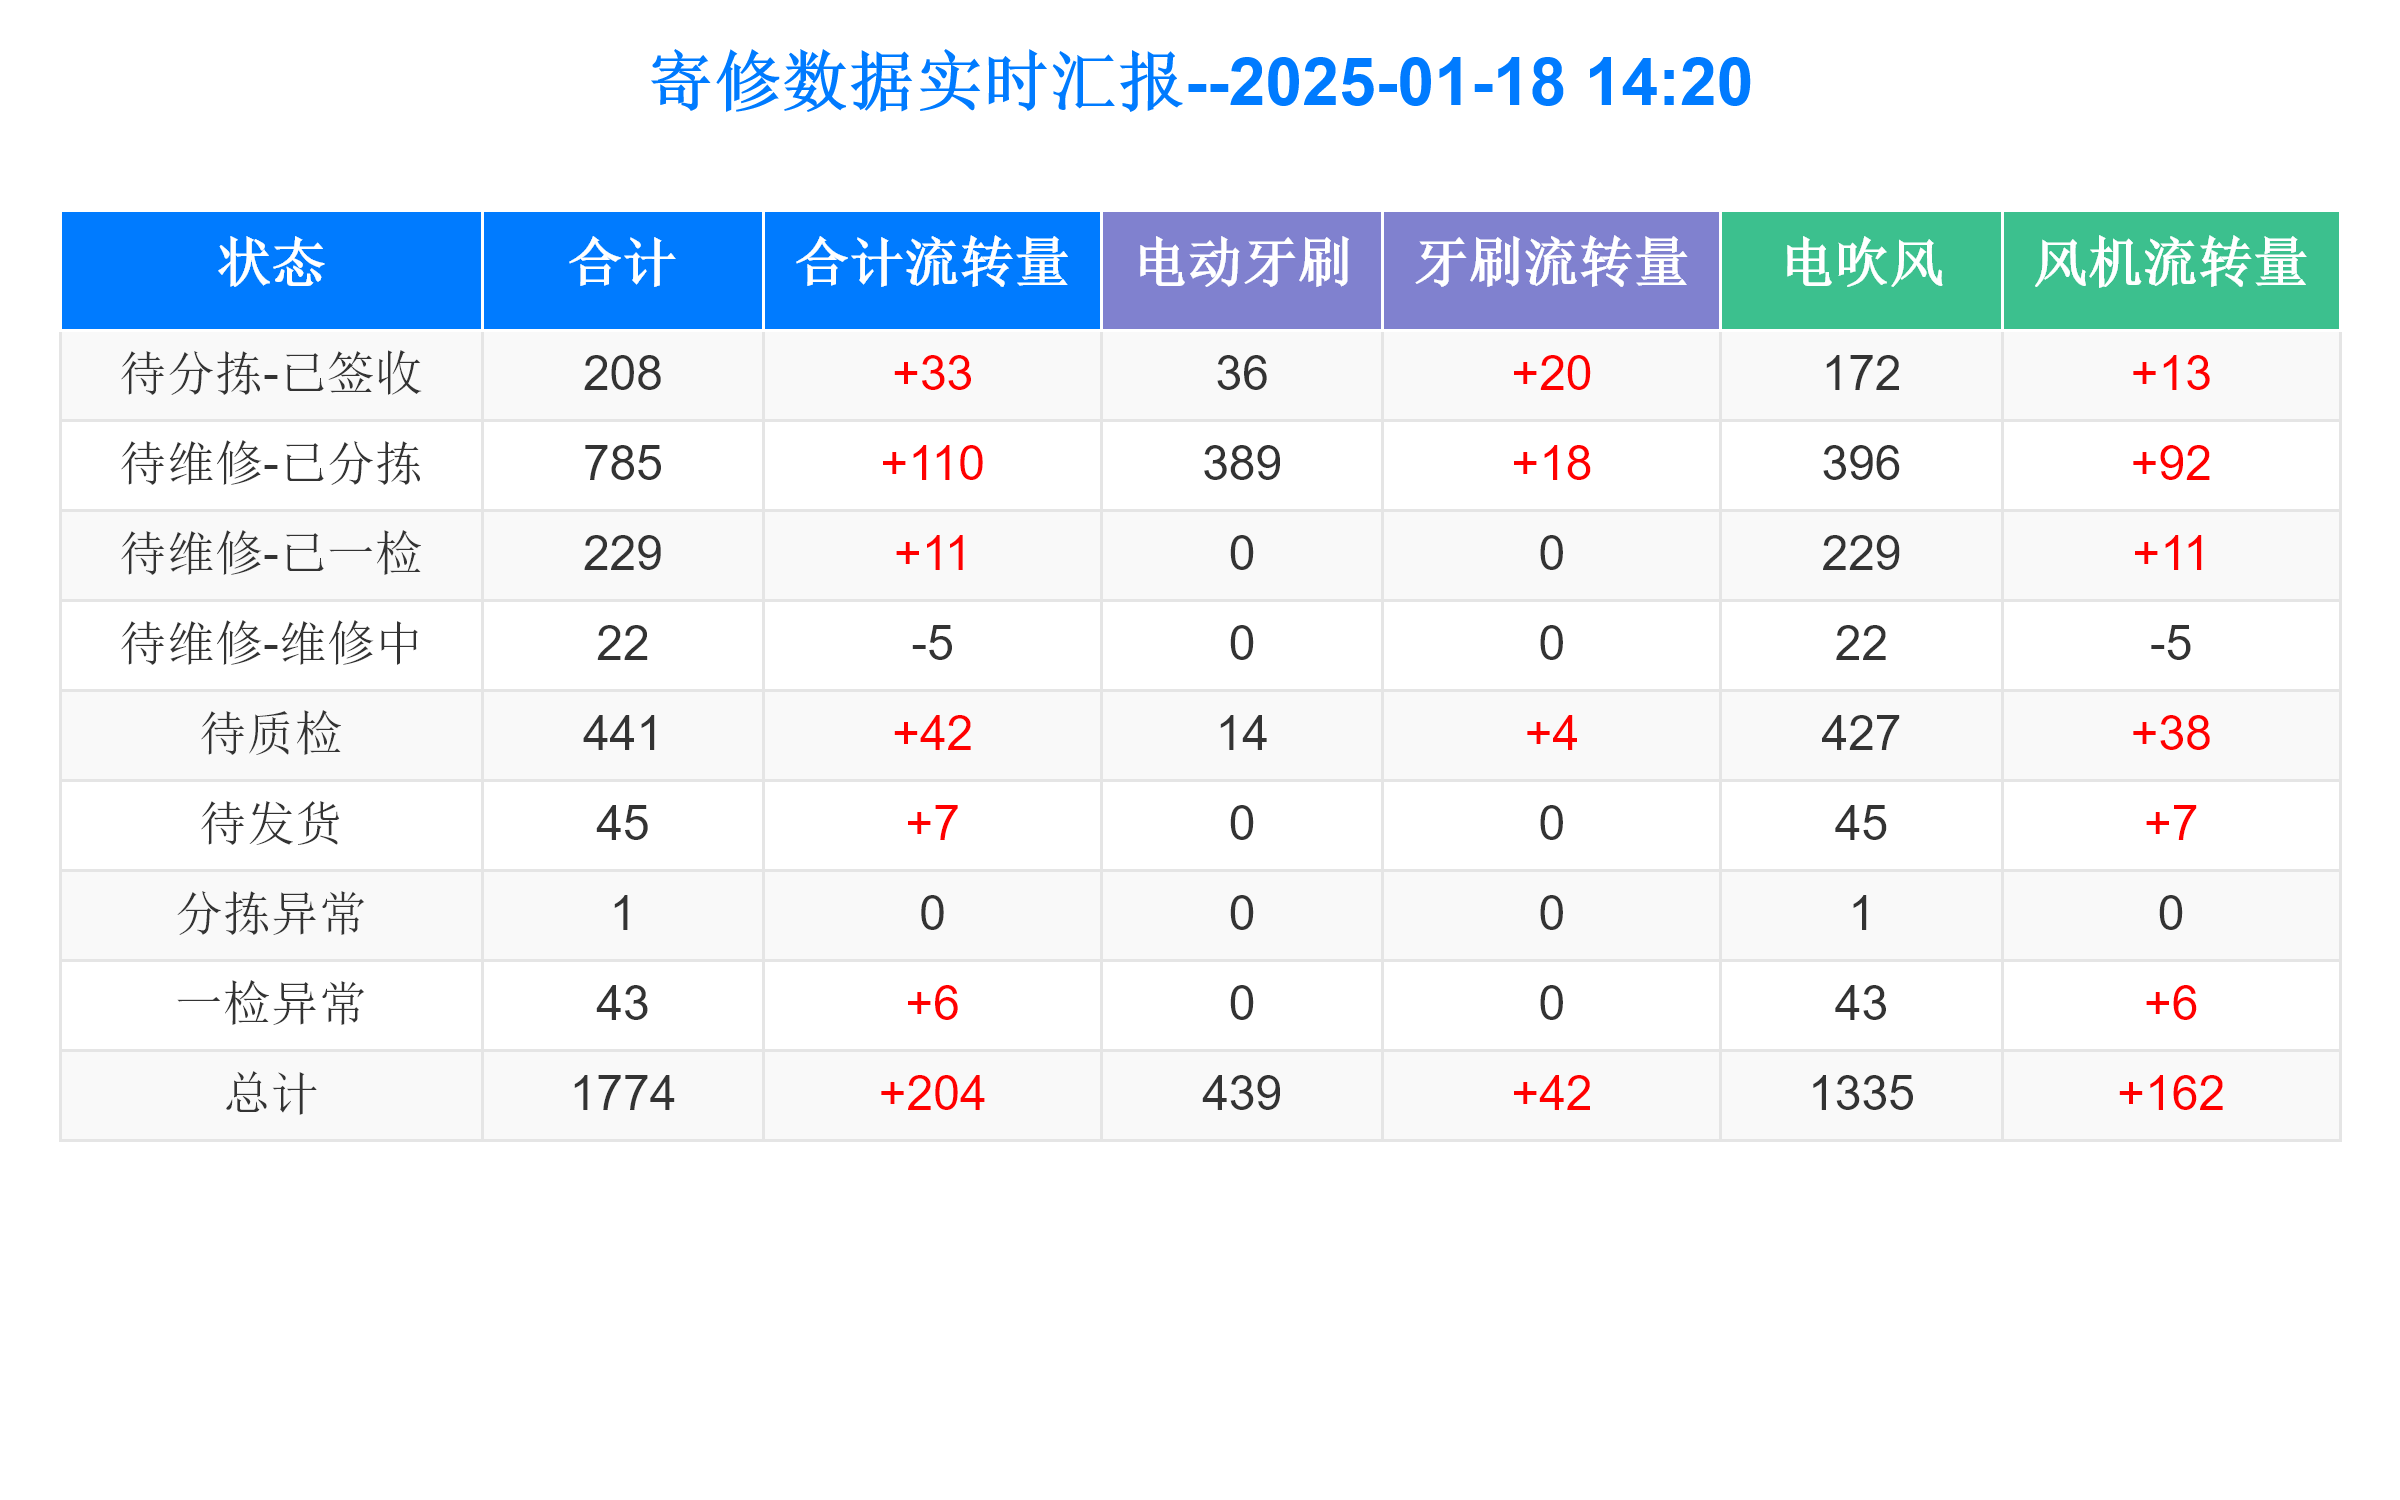 寄修数据实时汇报--2025-01-18 14:20
状态 合计 合计流转量 电动牙刷 牙刷流转量 电吹风 风机流转量
待分拣-已签收 208 +33 36 +20 172 +13
待维修-已分拣 785 +110 389 +18 396 +92
待维修-已一检 229 +11 0 0 229 +11
待维修-维修中 22 -5 0 0 22 -5
待质检 441 +42 14 +4 427 +38
待发货 45 +7 0 0 45 +7
分拣异常 1 0 0 0 1 0
一检异常 43 +6 0 0 43 +6
总计 1774 +204 439 +42 1335 +162